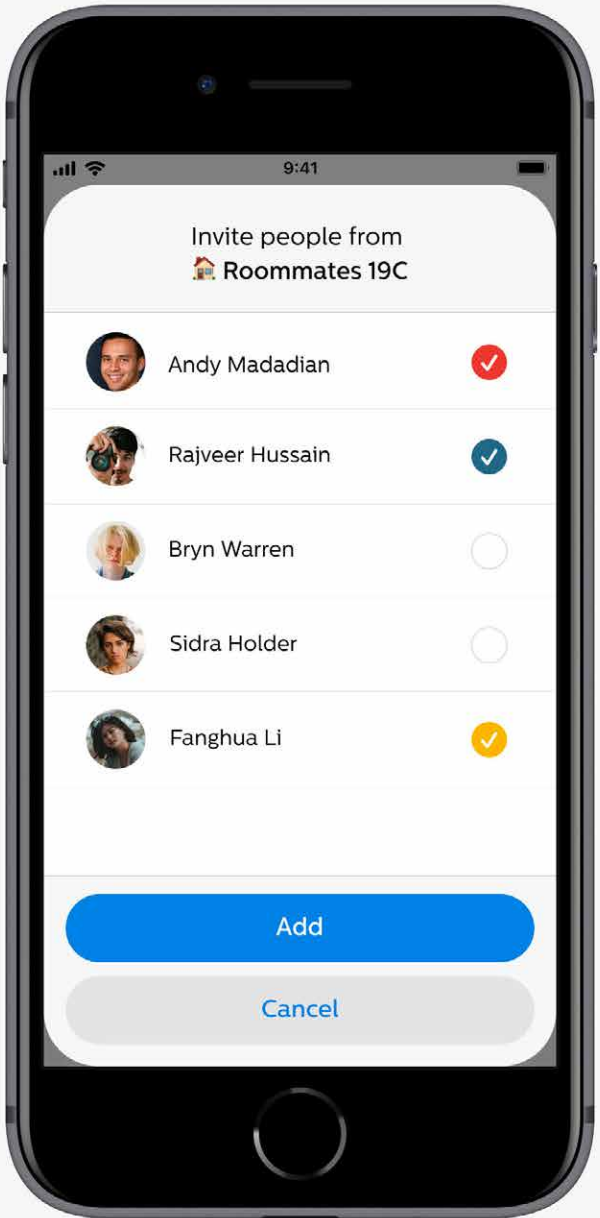 9:41
Invite people from
🏠 Roommates 19C
Andy Madadian
Rajveer Hussain
Bryn Warren
Sidra Holder
Fanghua Li
Add
Cancel